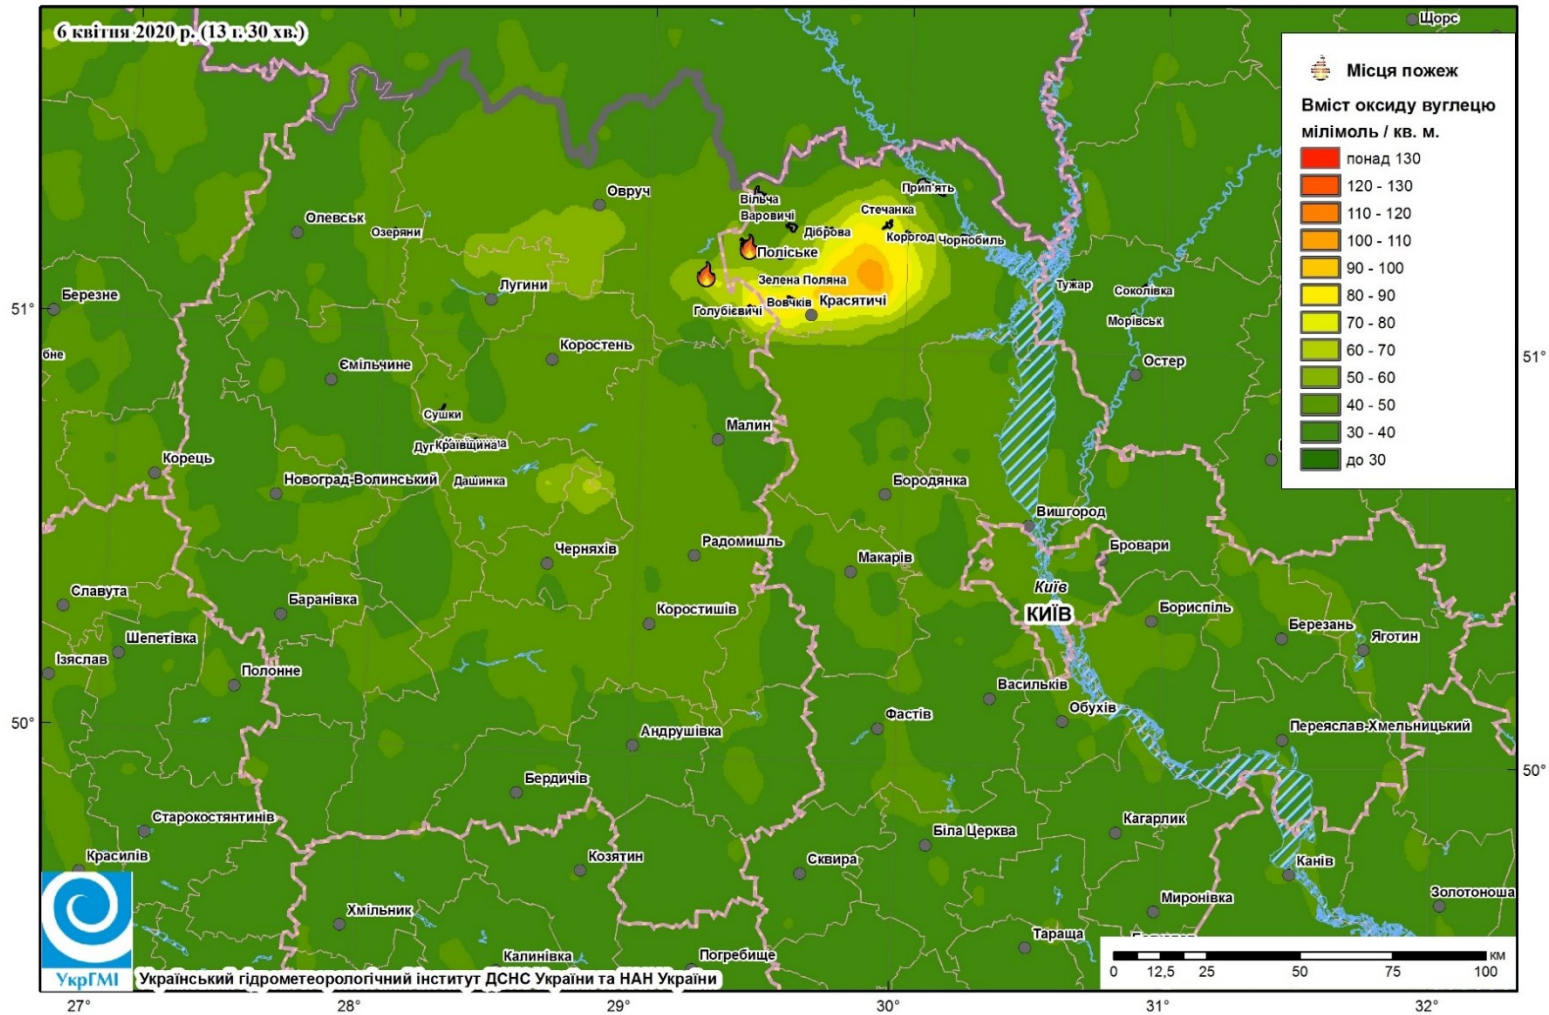 6 квітня 2020 р. (13 г. 30 хв.)
Щорс
Місця пожеж
Вміст оксиду вуглецю
мілімоль / кв. м.
понад 130
120 - 130
110 - 120
100 - 110
90 - 100
80 - 90
70 - 80
60 - 70
50 - 60
40 - 50
30 - 40
до 30
Овруч
Вільча
Прип'ять
Олевськ
Озеряни
Варовичі
Стечанка
Діброва
Корогод
Чорнобиль
Поліське
Лугини
Зелена Поляна
Тужар
Соколівка
51°
Березне
Голубієвичі
Вовчків
Красятичі
Морівськ
бне
Коростень
51°
Ємільчине
Остер
Сушки
Малин
Краївщина
Корець
Новоград-Волинський
Дашинка
Бородянка
Вишгород
Черняхів
Радомишль
Макарів
Бровари
Славута
Баранівка
Коростишів
Київ
КИЇВ
Бориспіль
Березань
Яготин
Шепетівка
Ізяслав
Полонне
Васильків
50°
Андрушівка
Фастів
Обухів
Переяслав-Хмельницький
50°
Бердичів
Старокостянтинів
Біла Церква
Кагарлик
Красилів
Козятин
Сквира
Канів
Хмільник
Миронівка
Золотоноша
Тараща
Калинівка
Погребище
УкрГМІ
Український гідрометеорологічний інститут ДСНС України та НАН України
км
0 12,5 25 50 75 100
27° 28° 29° 30° 31° 32°